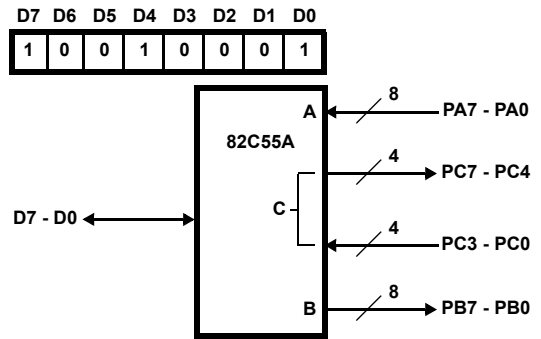 D7 D6 D5 D4 D3 D2 D1 D0
1 0 0 1 0 0 0 1
8
A PA7 - PA0
82C55A
4
PC7 - PC4
C
D7 - D0
4
PC3 - PC0
8
B PB7 - PB0